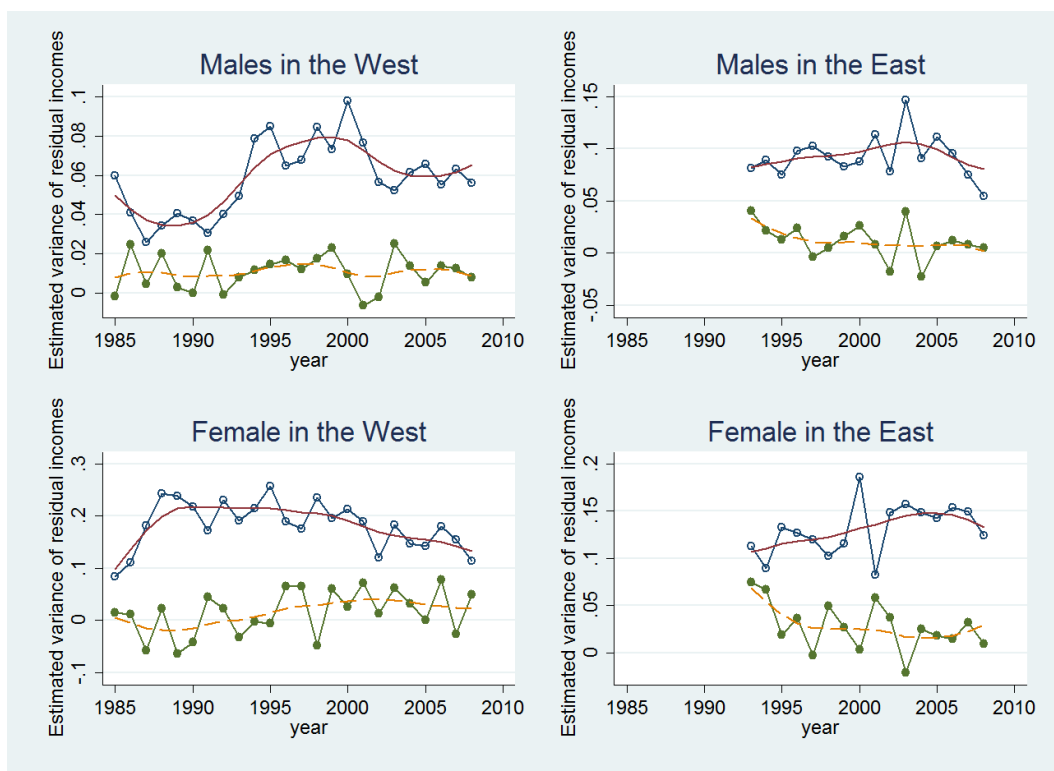 Males in the West
Estimated variance of residual incomes
0 .02 .04 .06 .08 .1
1985 1990 1995 2000 2005 2010
year
Males in the East
Estimated variance of residual incomes
-.05 0 .05 .1 .15
1985 1990 1995 2000 2005 2010
year
Female in the West
Estimated variance of residual incomes
-.1 0 .1 .2 .3
1985 1990 1995 2000 2005 2010
year
Female in the East
Estimated variance of residual incomes
0 .05 .1 .15 .2
1985 1990 1995 2000 2005 2010
year